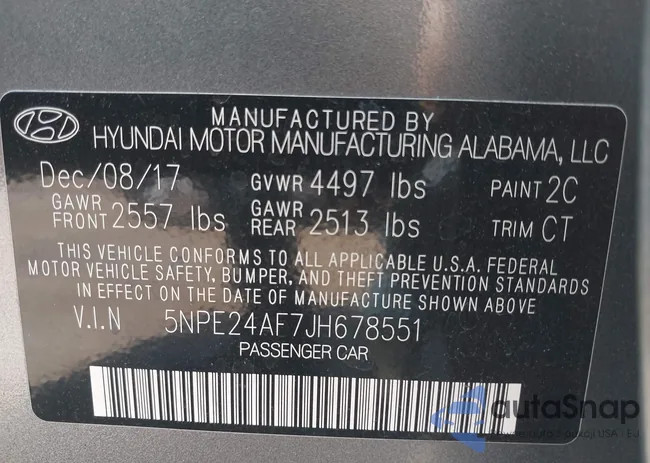 MANUFACTURED BY
HYUNDAI MOTOR MANUFACTURING ALABAMA, LLC
Dec/08/17 GVWR 4497 lbs PAINT 2C
GAWR FRONT 2557 lbs GAWR REAR 2513 lbs TRIM CT
THIS VEHICLE CONFORMS TO ALL APPLICABLE U.S.A. FEDERAL
MOTOR VEHICLE SAFETY, BUMPER, AND THEFT PREVENTION STANDARDS
IN EFFECT ON THE DATE OF MANUFACTURE SHOWN ABOVE
V.I.N 5NPE24AF7JH678551
PASSENGER CAR
autaSnap